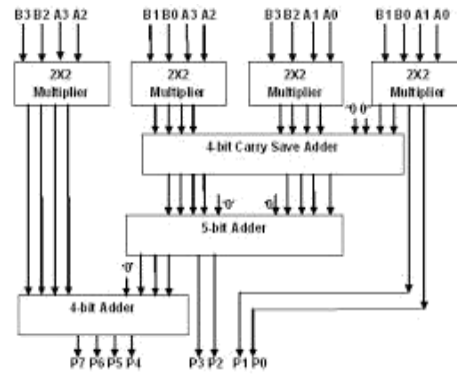 B3 B2 A3 A2 B1 B0 A3 A2 B3 B2 A1 A0 B1 B0 A1 A0
2X2 Multiplier
2X2 Multiplier
2X2 Multiplier
2X2 Multiplier
'0 0'
4-bit Carry Save Adder
'0' '0'
5-bit Adder
'0'
4-bit Adder
P7 P6 P5 P4 P3 P2 P1 P0